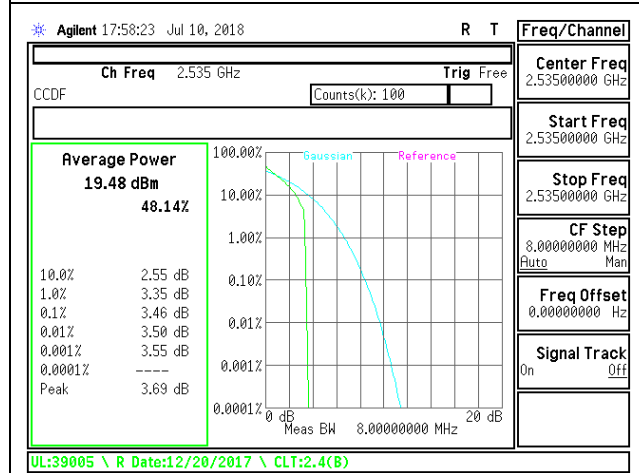 Agilent 17:58:23 Jul 10, 2018 R T
Ch Freq 2.535 GHz Trig Free
CCDF Counts(k): 100
Average Power
19.48 dBm
48.14%
10.0% 2.55 dB
1.0% 3.35 dB
0.1% 3.46 dB
0.01% 3.50 dB
0.001% 3.55 dB
0.0001% ----
Peak 3.69 dB
Gaussian Reference
100.00%
10.00%
1.00%
0.10%
0.01%
0.001%
0.0001%
0 dB 20 dB
Meas BW 8.00000000 MHz
Freq/Channel
Center Freq
2.53500000 GHz
Start Freq
2.53500000 GHz
Stop Freq
2.53500000 GHz
CF Step
8.00000000 MHz
Auto Man
Freq Offset
0.00000000 Hz
Signal Track
On Off
UL:39005 \ R Date:12/20/2017 \ CLT:2.4(B)